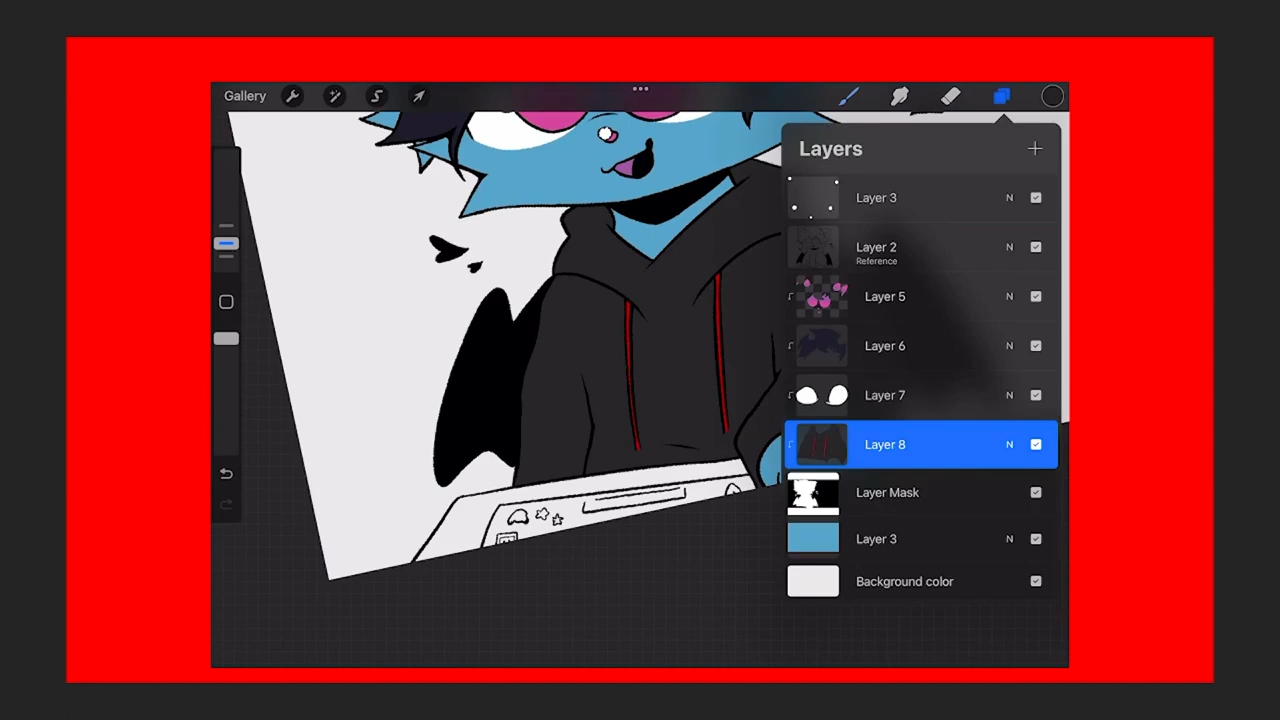 Gallery
Layers
Layer 3 N
Layer 2 N
Reference
Layer 5 N
Layer 6 N
Layer 7 N
Layer 8 N
Layer Mask
Layer 3 N
Background color